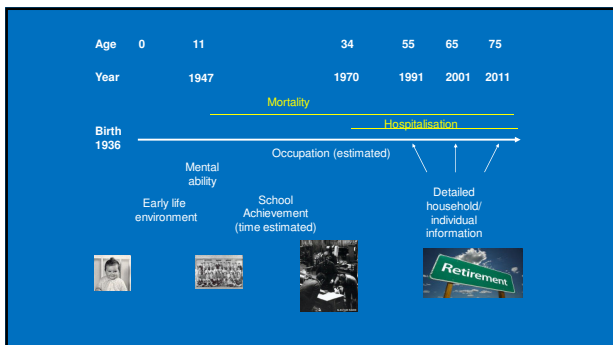 Age 0 11 34 55 65 75
Year 1947 1970 1991 2001 2011
Mortality
Hospitalisation
Birth
1936
Occupation (estimated)
Mental
ability
Early life
environment
School
Achievement
(time estimated)
Detailed
household/
individual
information
Retirement